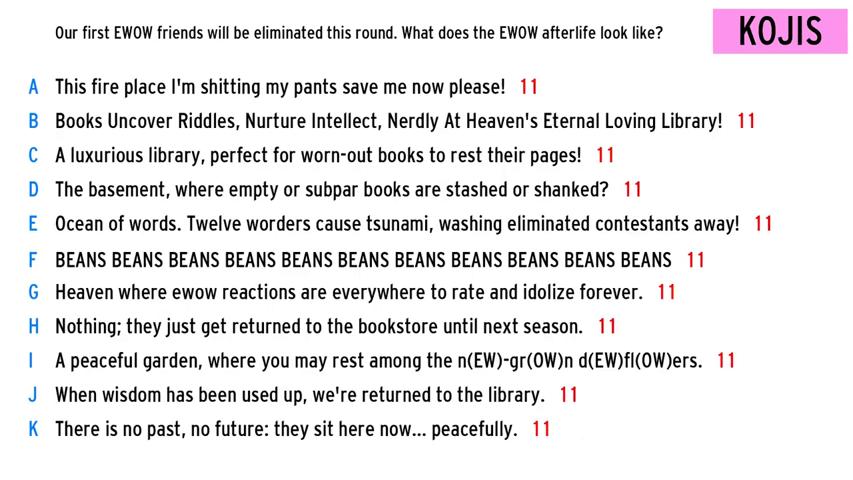 Our first EWOW friends will be eliminated this round. What does the EWOW afterlife look like?
KOJIS
A This fire place I'm shitting my pants save me now please! 11
B Books Uncover Riddles, Nurture Intellect, Nerdly At Heaven's Eternal Loving Library! 11
C A luxurious library, perfect for worn-out books to rest their pages! 11
D The basement, where empty or subpar books are stashed or shanked? 11
E Ocean of words. Twelve worders cause tsunami, washing eliminated contestants away! 11
F BEANS BEANS BEANS BEANS BEANS BEANS BEANS BEANS BEANS BEANS BEANS 11
G Heaven where ewow reactions are everywhere to rate and idolize forever. 11
H Nothing; they just get returned to the bookstore until next season. 11
I A peaceful garden, where you may rest among the n(EW)-gr(OW)n d(EW)fl(OW)ers. 11
J When wisdom has been used up, we're returned to the library. 11
K There is no past, no future: they sit here now... peacefully. 11